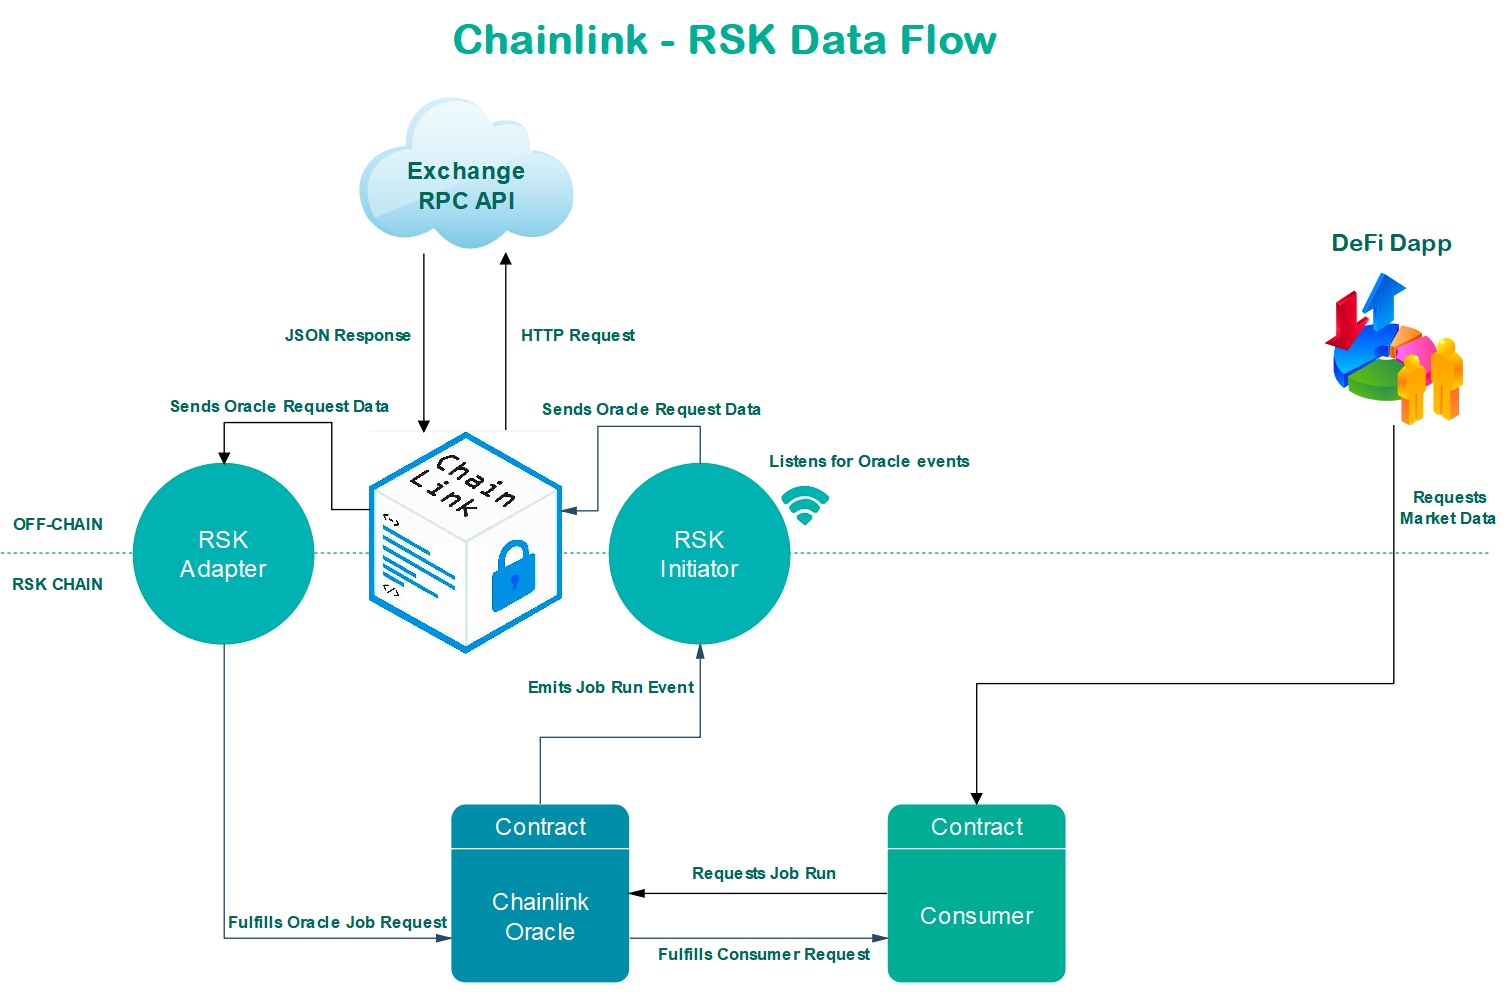 Chainlink - RSK Data Flow
Exchange
RPC API
DeFi Dapp
JSON Response
HTTP Request
Sends Oracle Request Data
Sends Oracle Request Data
Listens for Oracle events
Chain
Link
<-->
</>
Requests
Market Data
OFF-CHAIN
RSK CHAIN
RSK
Adapter
RSK
Initiator
Emits Job Run Event
Contract
Chainlink
Oracle
Contract
Consumer
Requests Job Run
Fulfills Oracle Job Request
Fulfills Consumer Request